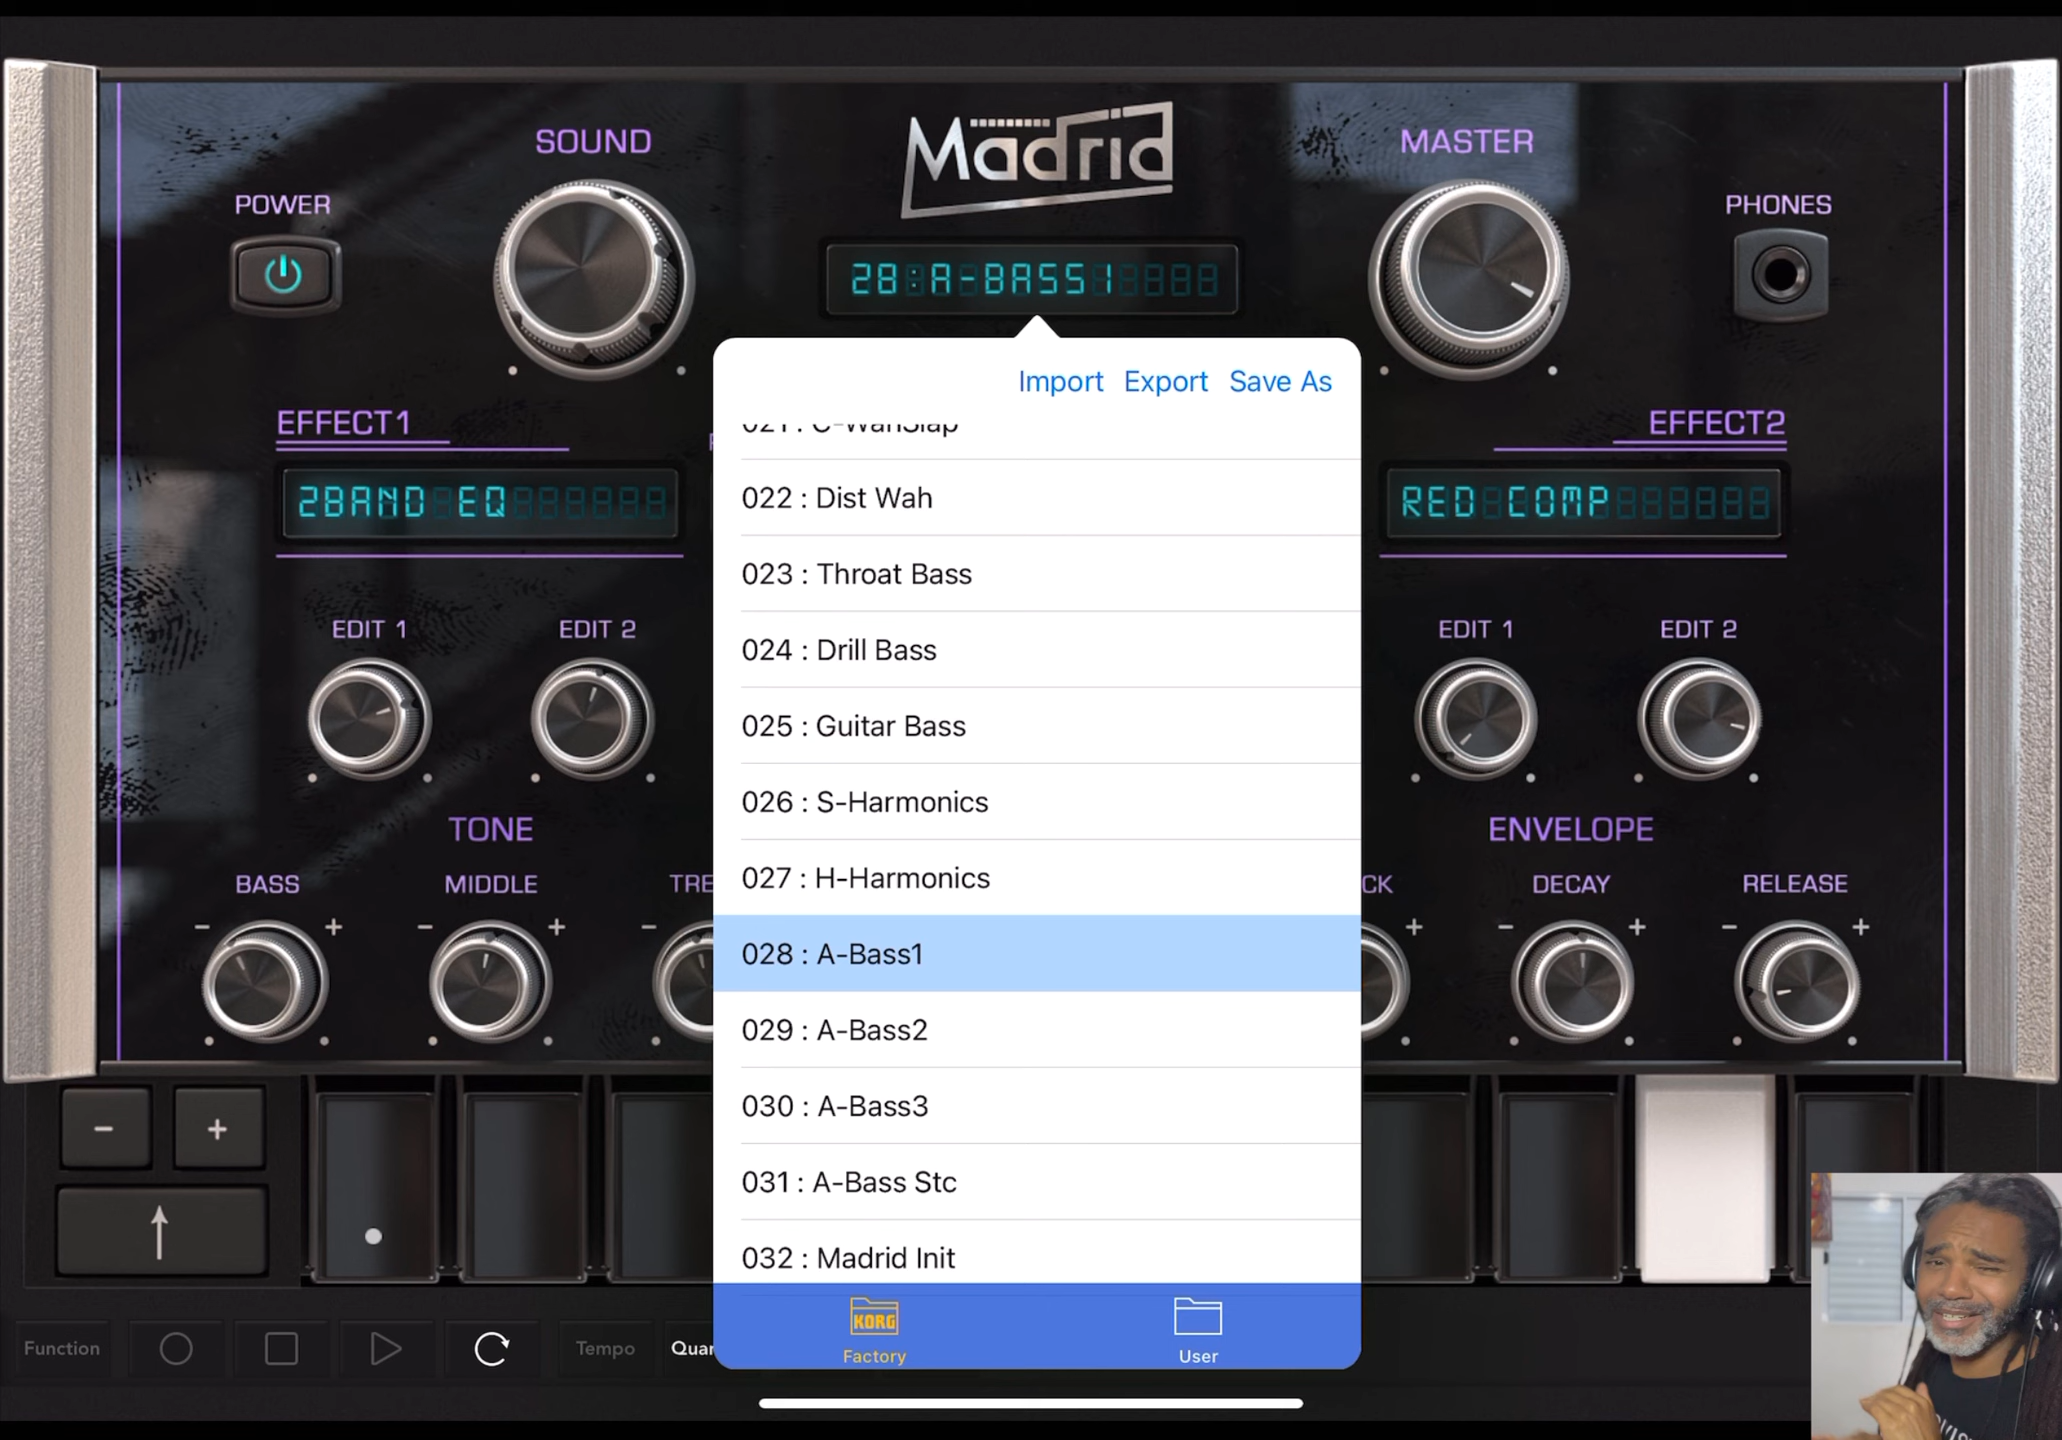 Madrid
SOUND
MASTER
POWER
PHONES
28:A-BASS1
Import Export Save As
EFFECT1
EFFECT2
2BAND EQ
RED COMP
022 : Dist Wah
023 : Throat Bass
024 : Drill Bass
025 : Guitar Bass
026 : S-Harmonics
027 : H-Harmonics
028 : A-Bass1
029 : A-Bass2
030 : A-Bass3
031 : A-Bass Stc
032 : Madrid Init
EDIT 1
EDIT 2
EDIT 1
EDIT 2
TONE
ENVELOPE
BASS
MIDDLE
TRE
CK
DECAY
RELEASE
- +
- +
-
+
- +
- +
- +
Function
Tempo
Quan
KORG
Factory
User